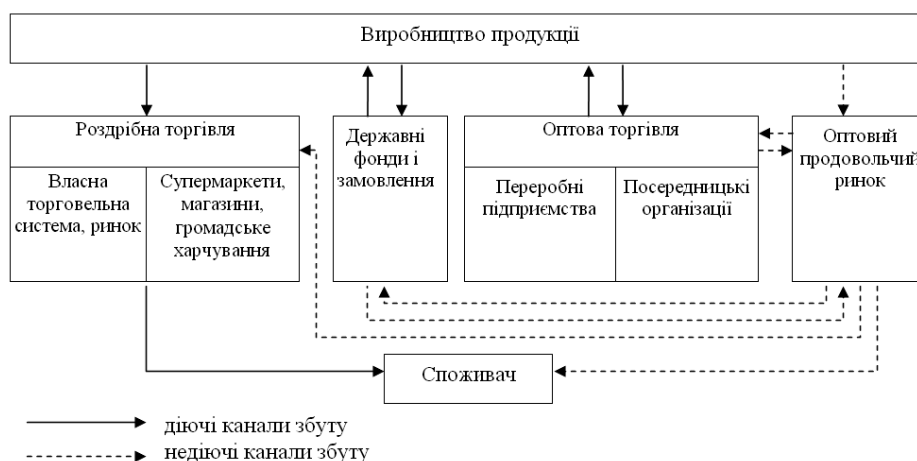 Виробництво продукції
Роздрібна торгівля
Власна
торговельна
система, ринок
Супермаркети,
магазини,
громадське
харчування
Державні
фонди і
замовлення
Оптова торгівля
Переробні
підприємства
Посередницькі
організації
Оптовий
продовольчий
ринок
Споживач
діючі канали збуту
недіючі канали збуту